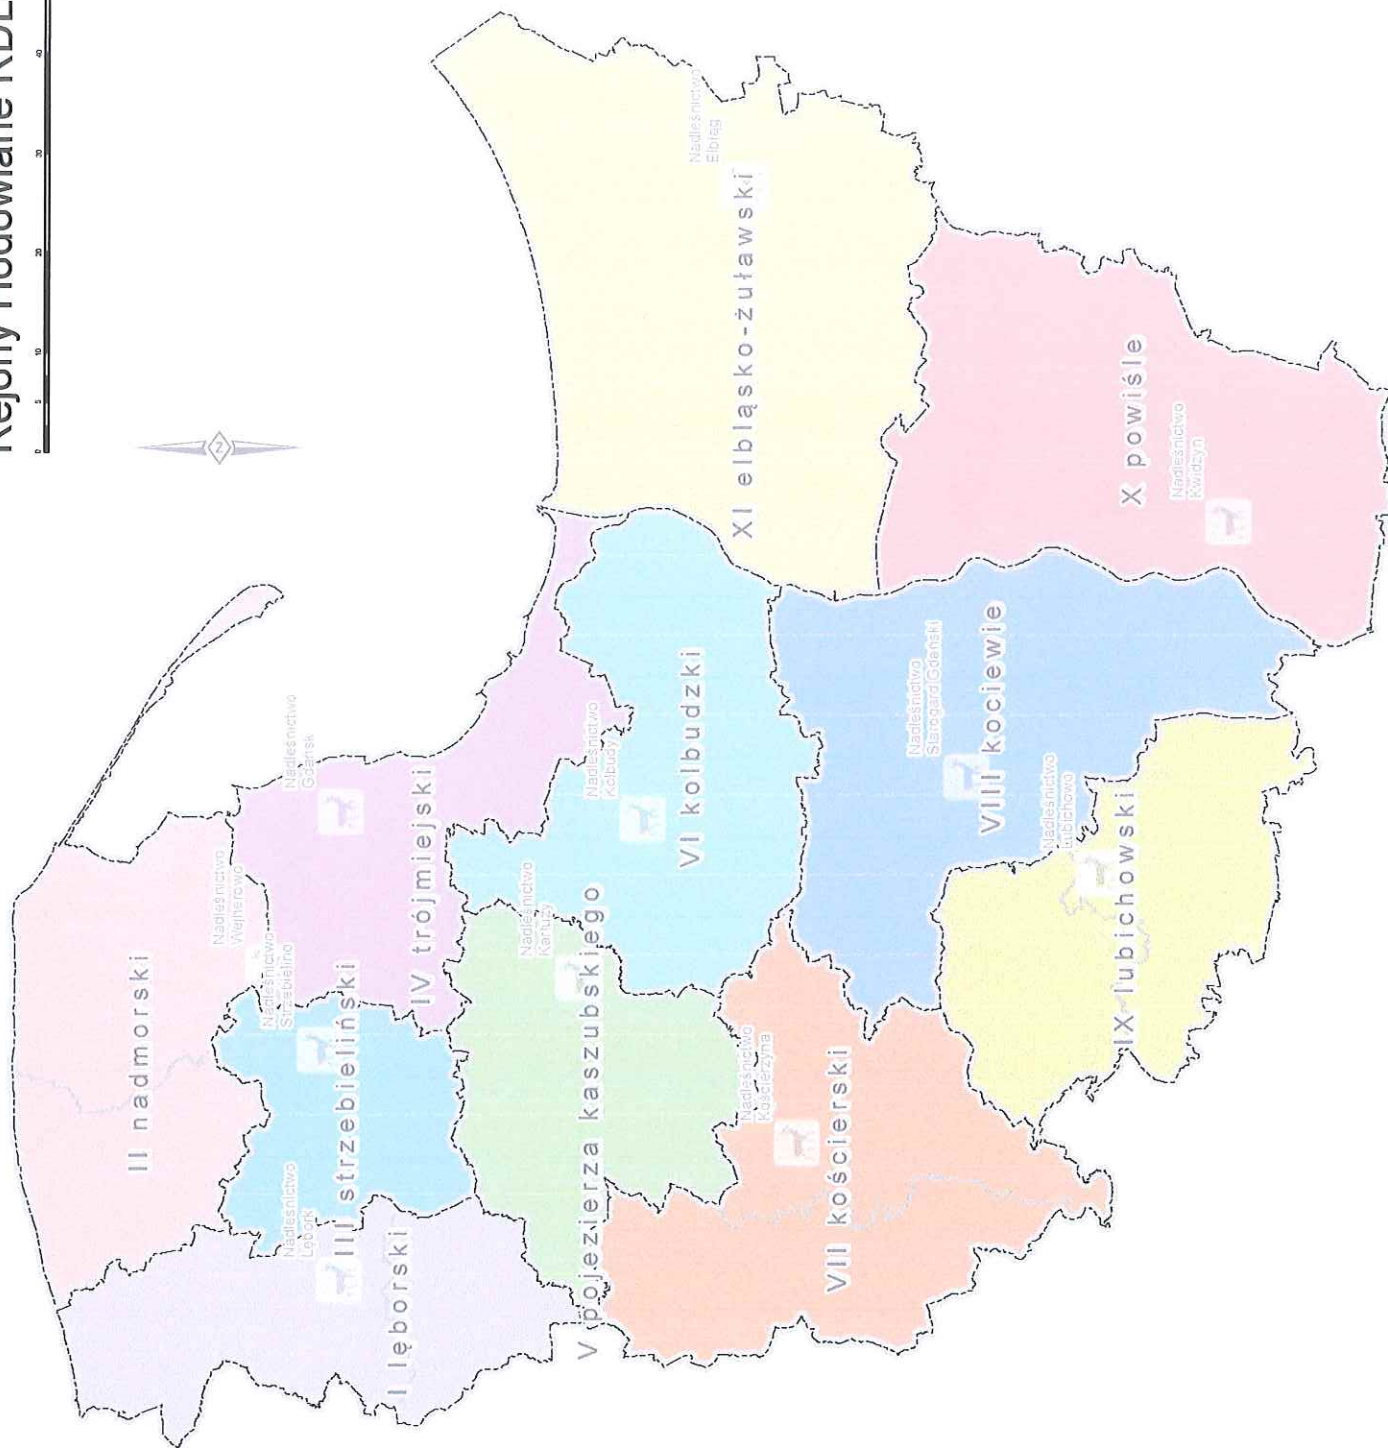 Rejony Hodowlane RDL
0 5 10 20 30 40
N
II nadmorski
Nadleśnictwo
Wejherowo
Nadleśnictwo
Gdańsk
Nadleśnictwo
Strzebielino
Nadleśnictwo
Lębork
III strzebieliński
I lęborski
IV trójmiejski
Nadleśnictwo
Kartuzy
Nadleśnictwo
Kolbudy
V pojezierza kaszubskiego
VI kolbudzki
Nadleśnictwo
Elbląg
XI elbląsko-żuławski
Nadleśnictwo
Kościerzyna
VII kościerski
Nadleśnictwo
Starogard Gdański
VIII kociewie
Nadleśnictwo
Lubichowo
IX lubichowski
X powiśle
Nadleśnictwo
Kwidzyn